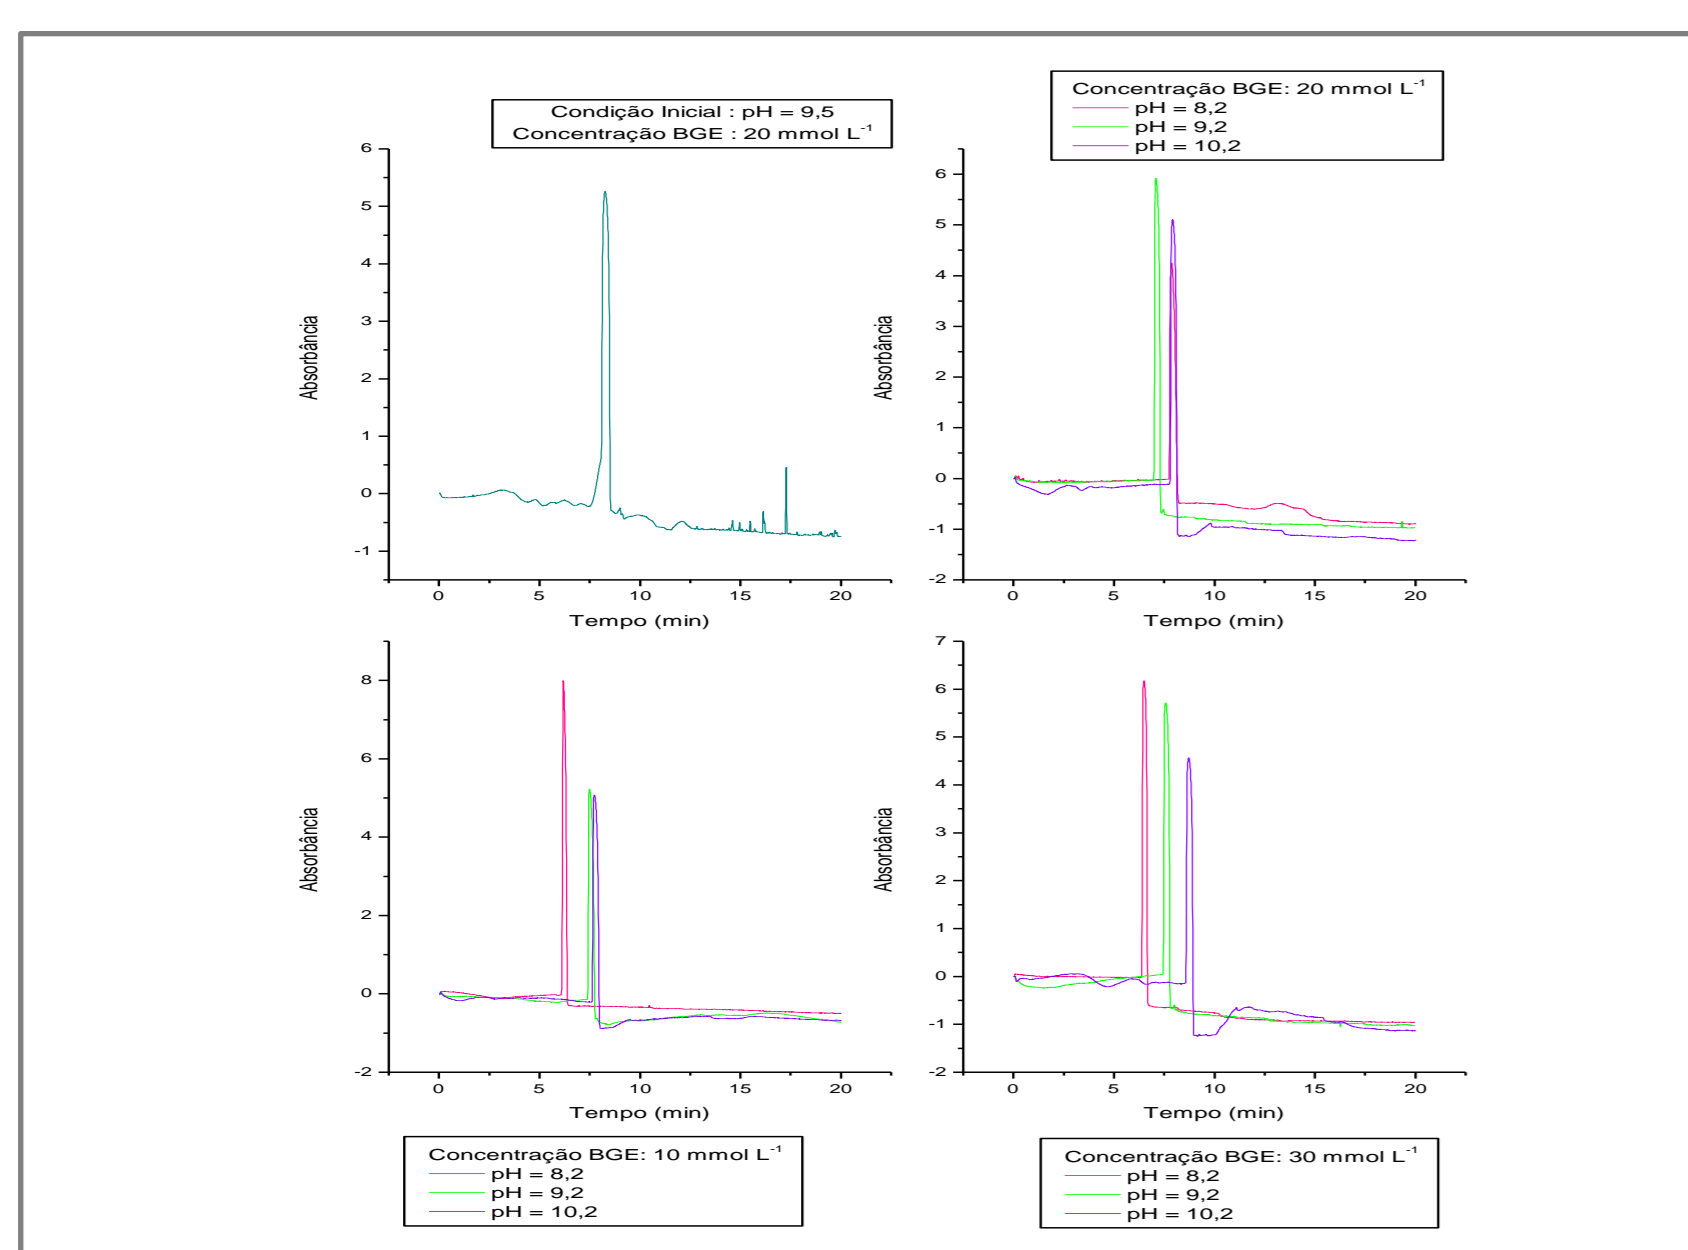 Condição Inicial : pH = 9,5
Concentração BGE : 20 mmol L-1
6
5
4
3
2
1
0
-1
Absorbância
0 5 10 15 20
Tempo (min)
Concentração BGE: 20 mmol L-1
pH = 8,2
pH = 9,2
pH = 10,2
6
5
4
3
2
1
0
-1
-2
Absorbância
0 5 10 15 20
Tempo (min)
8
6
4
2
0
-2
Absorbância
0 5 10 15 20
Tempo (min)
Concentração BGE: 10 mmol L-1
pH = 8,2
pH = 9,2
pH = 10,2
7
6
5
4
3
2
1
0
-1
-2
Absorbância
0 5 10 15 20
Tempo (min)
Concentração BGE: 30 mmol L-1
pH = 8,2
pH = 9,2
pH = 10,2